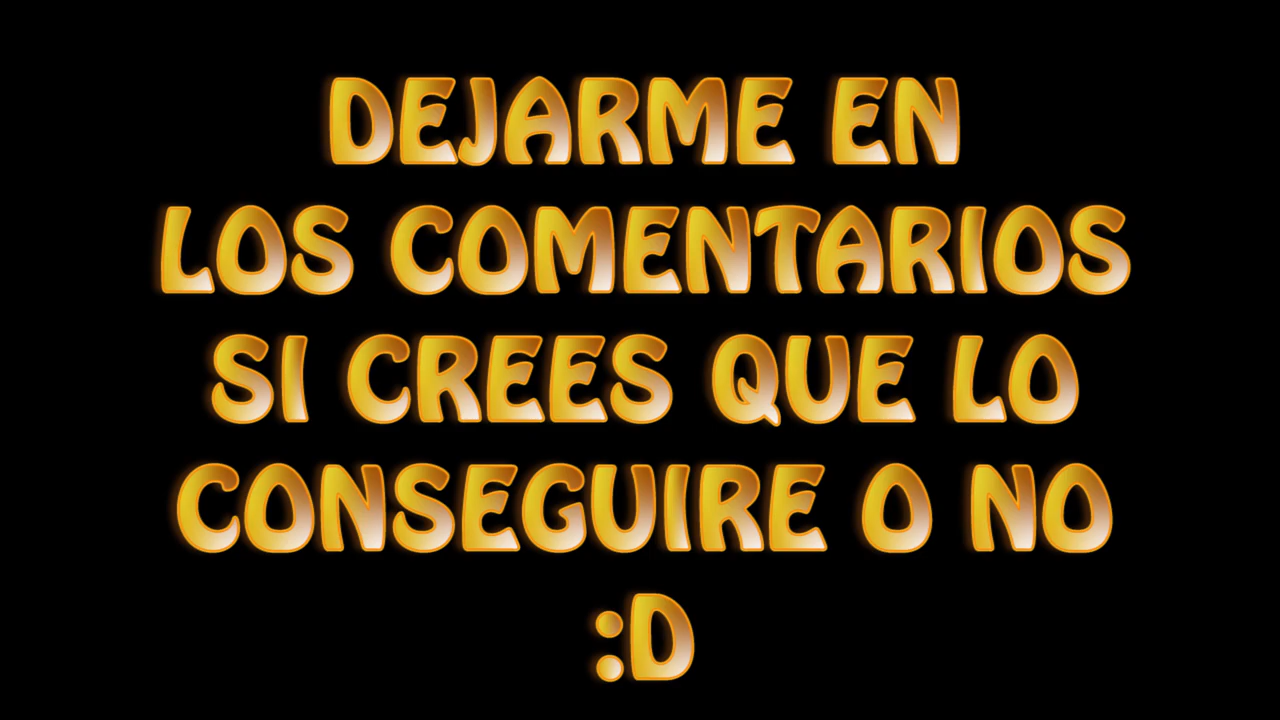 DEJARME EN
LOS COMENTARIOS
SI CREES QUE LO
CONSEGUIRE O NO
:D